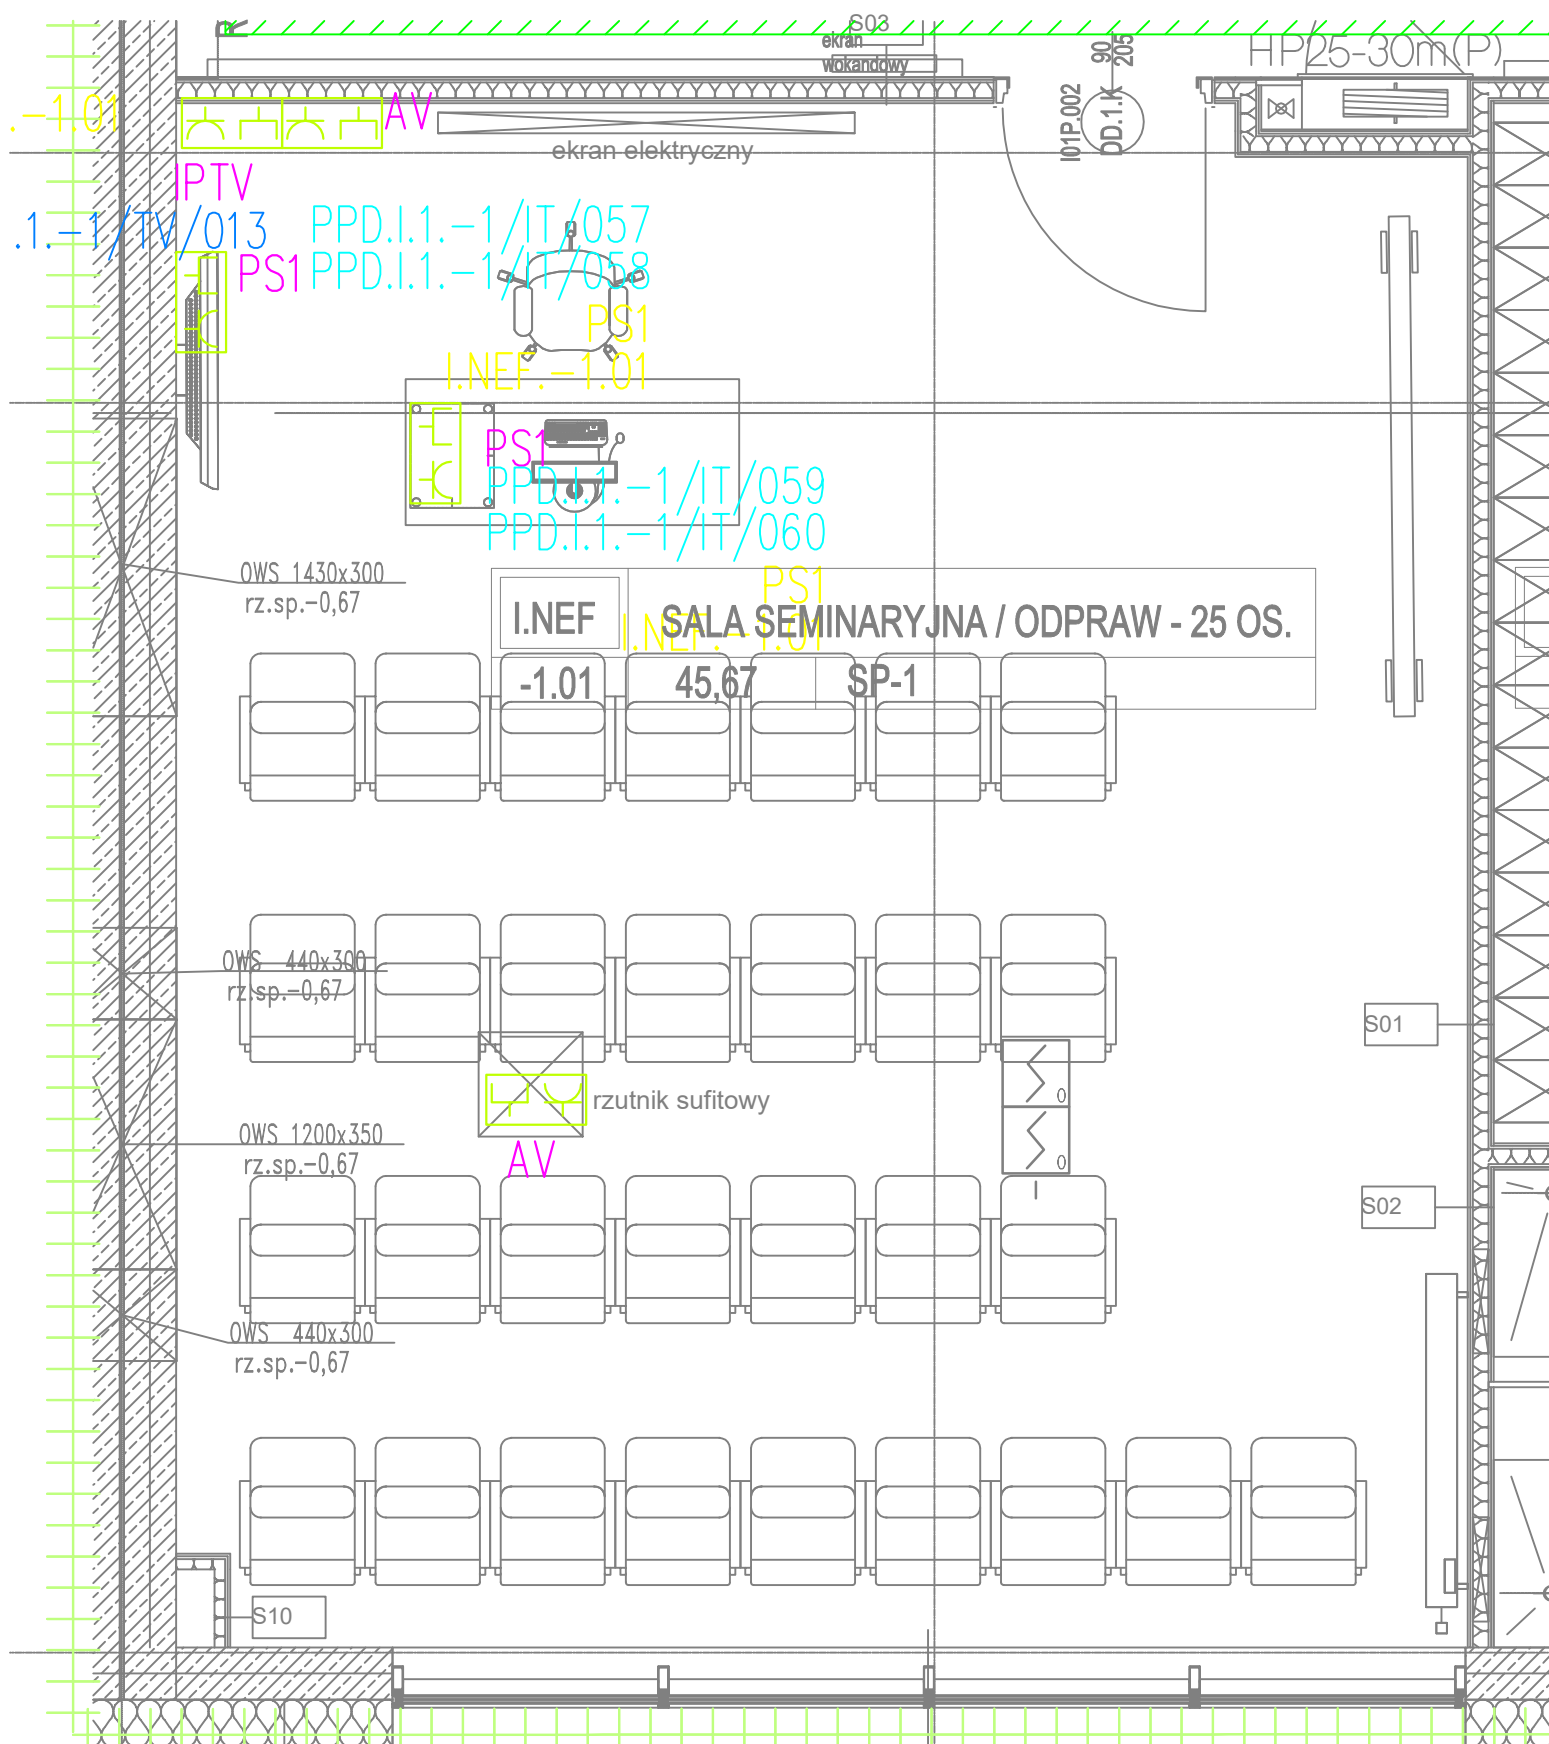 S03
ekran
wokandowy
90
205
HP25-30m(P)
.-1.01
AV
I01P.002
DD.1.K
ekran elektryczny
IPTV
.1.-1/TV/013
PPD.I.1.-1/IT/057
PS1
PPD.I.1.-1/IT/058
PS1
I.NEF.-1.01
PS1
PPD.I.1.-1/IT/059
PPD.I.1.-1/IT/060
OWS 1430x300
rz.sp.-0,67
PS1
I.NEF.-1.01
I.NEF
SALA SEMINARYJNA / ODPRAW - 25 OS.
-1.01
45,67
SP-1
OWS 440x300
rz.sp.-0,67
S01
rzutnik sufitowy
OWS 1200x350
rz.sp.-0,67
AV
S02
OWS 440x300
rz.sp.-0,67
S10